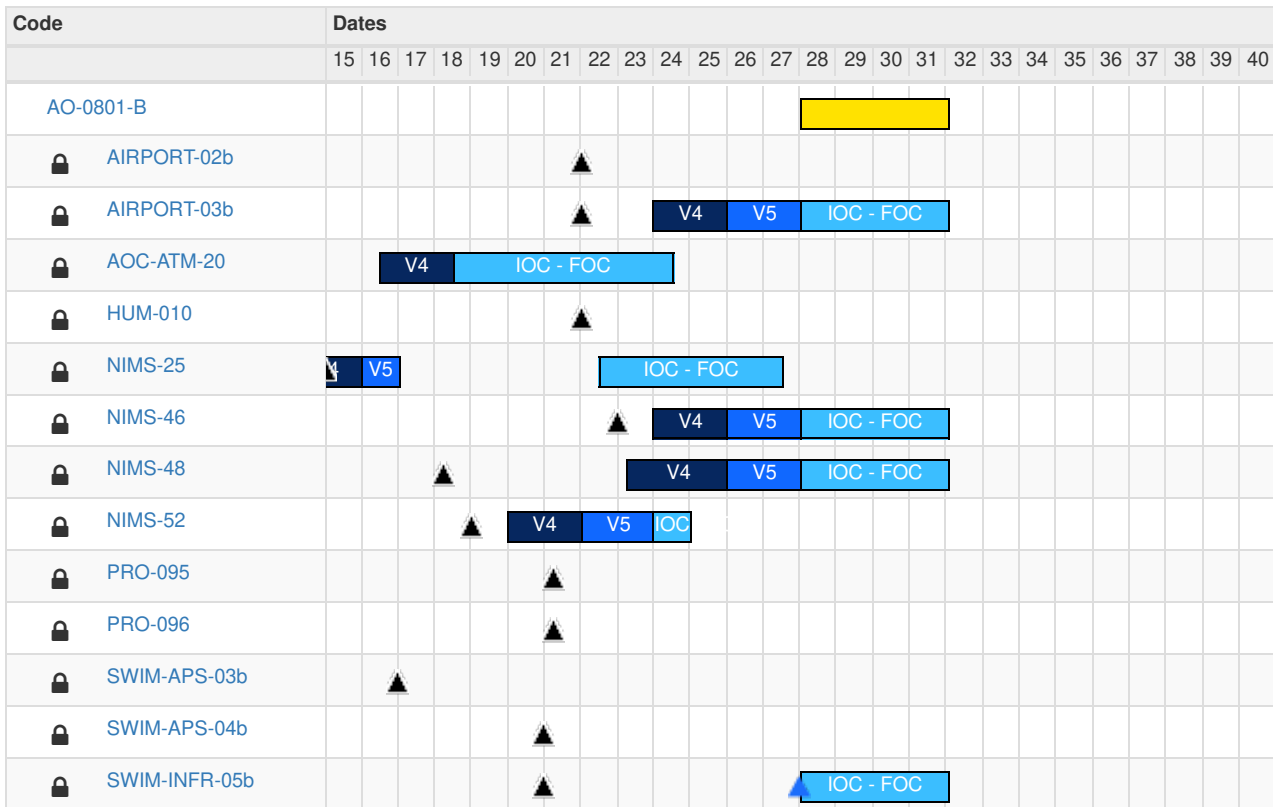 Code Dates
15 16 17 18 19 20 21 22 23 24 25 26 27 28 29 30 31 32 33 34 35 36 37 38 39 40
AO-0801-B
AIRPORT-02b
AIRPORT-03b V4 V5 IOC - FOC
AOC-ATM-20 V4 IOC - FOC
HUM-010
NIMS-25 V5 IOC - FOC
NIMS-46 V4 V5 IOC - FOC
NIMS-48 V4 V5 IOC - FOC
NIMS-52 V4 V5 IOC
PRO-095
PRO-096
SWIM-APS-03b
SWIM-APS-04b
SWIM-INFR-05b IOC - FOC